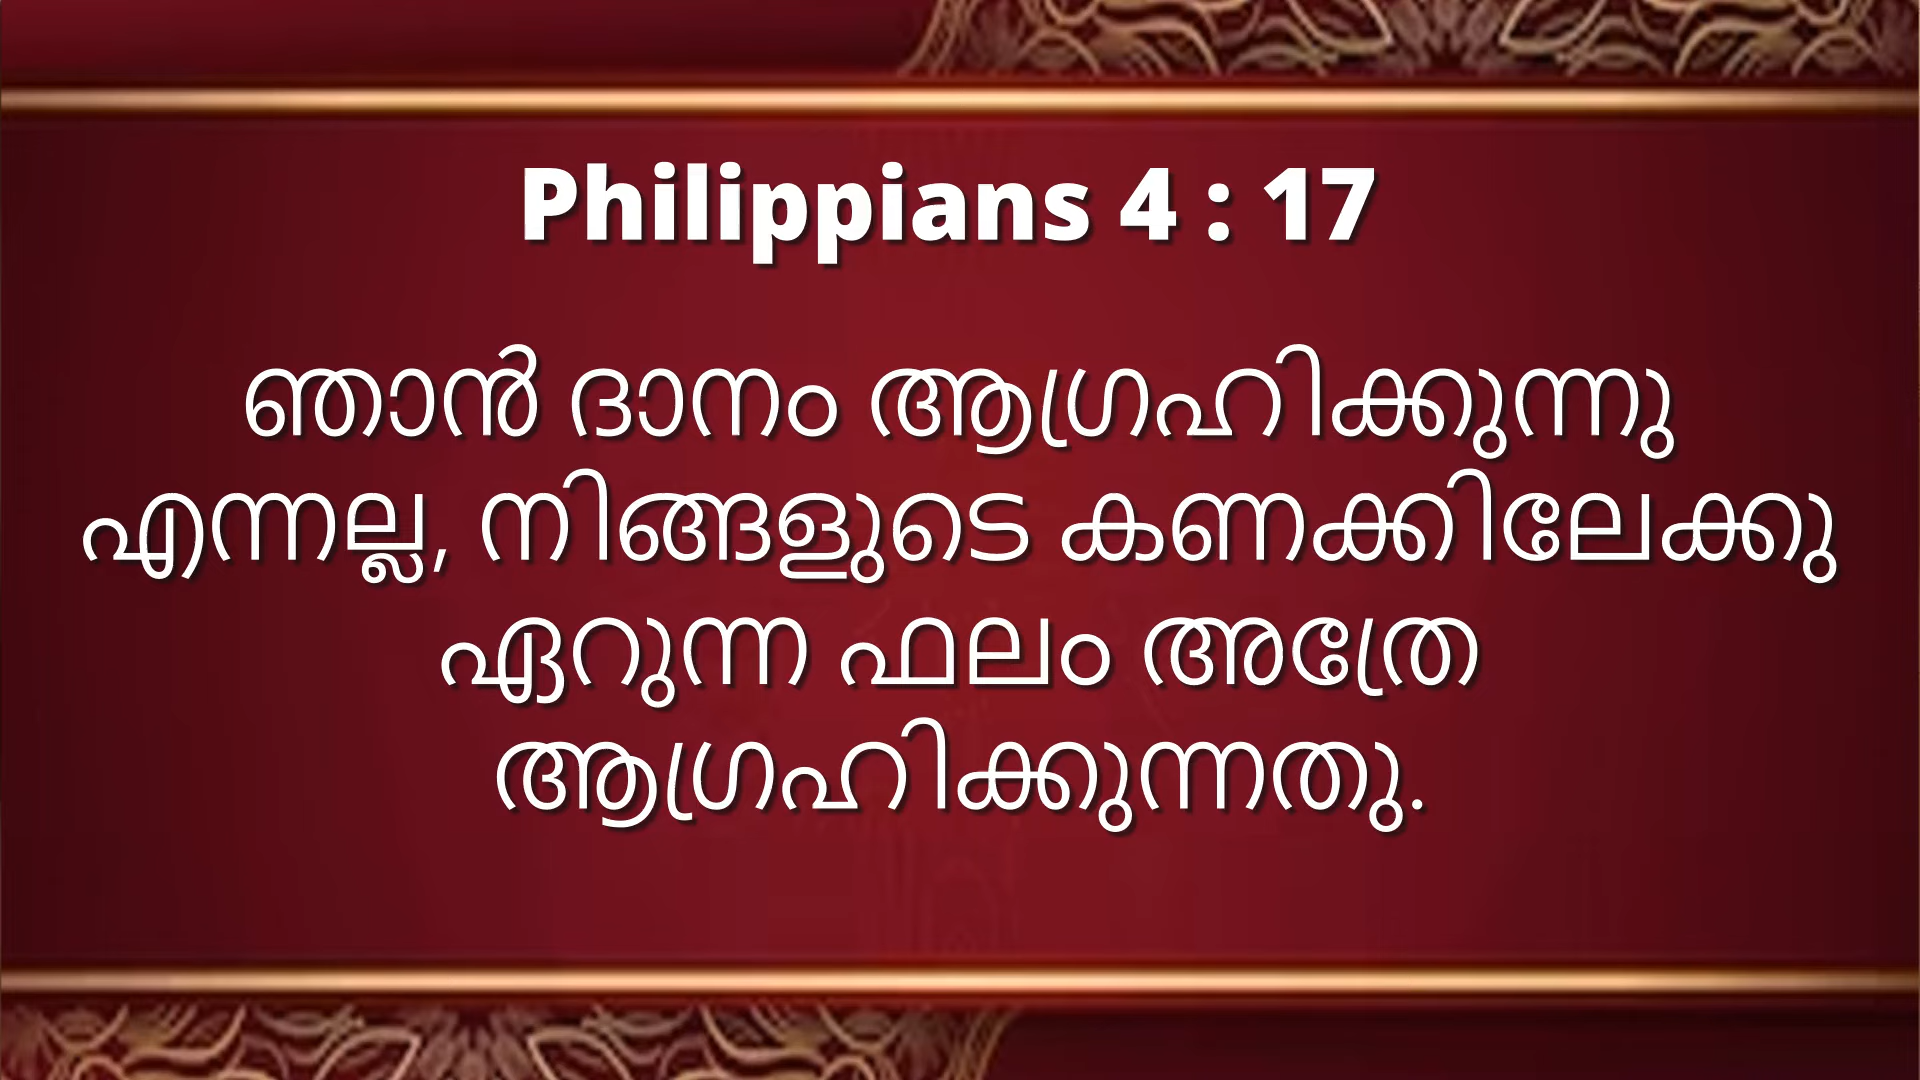 Philippians 4 : 17
ഞാൻ ദാനം ആഗ്രഹിക്കുന്നു
എന്നല്ല, നിങ്ങളുടെ കണക്കിലേക്കു
ഏറുന്ന ഫലം അത്രേ
ആഗ്രഹിക്കുന്നതു.